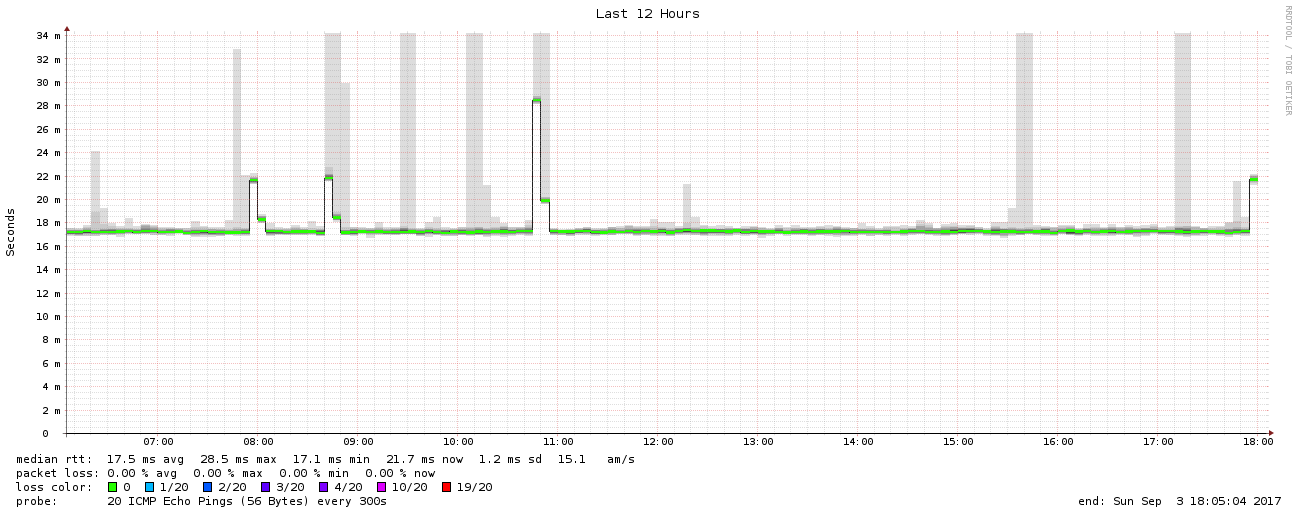 Last 12 Hours
RRDTOOL / TOBI OETIKER
Seconds
34 m
32 m
30 m
28 m
26 m
24 m
22 m
20 m
18 m
16 m
14 m
12 m
10 m
8 m
6 m
4 m
2 m
0
07:00 08:00 09:00 10:00 11:00 12:00 13:00 14:00 15:00 16:00 17:00 18:00
median rtt: 17.5 ms avg 28.5 ms max 17.1 ms min 21.7 ms now 1.2 ms sd 15.1 am/s
packet loss: 0.00 % avg 0.00 % max 0.00 % min 0.00 % now
loss color: 0 1/20 2/20 3/20 4/20 10/20 19/20
probe: 20 ICMP Echo Pings (56 Bytes) every 300s end: Sun Sep 3 18:05:04 2017